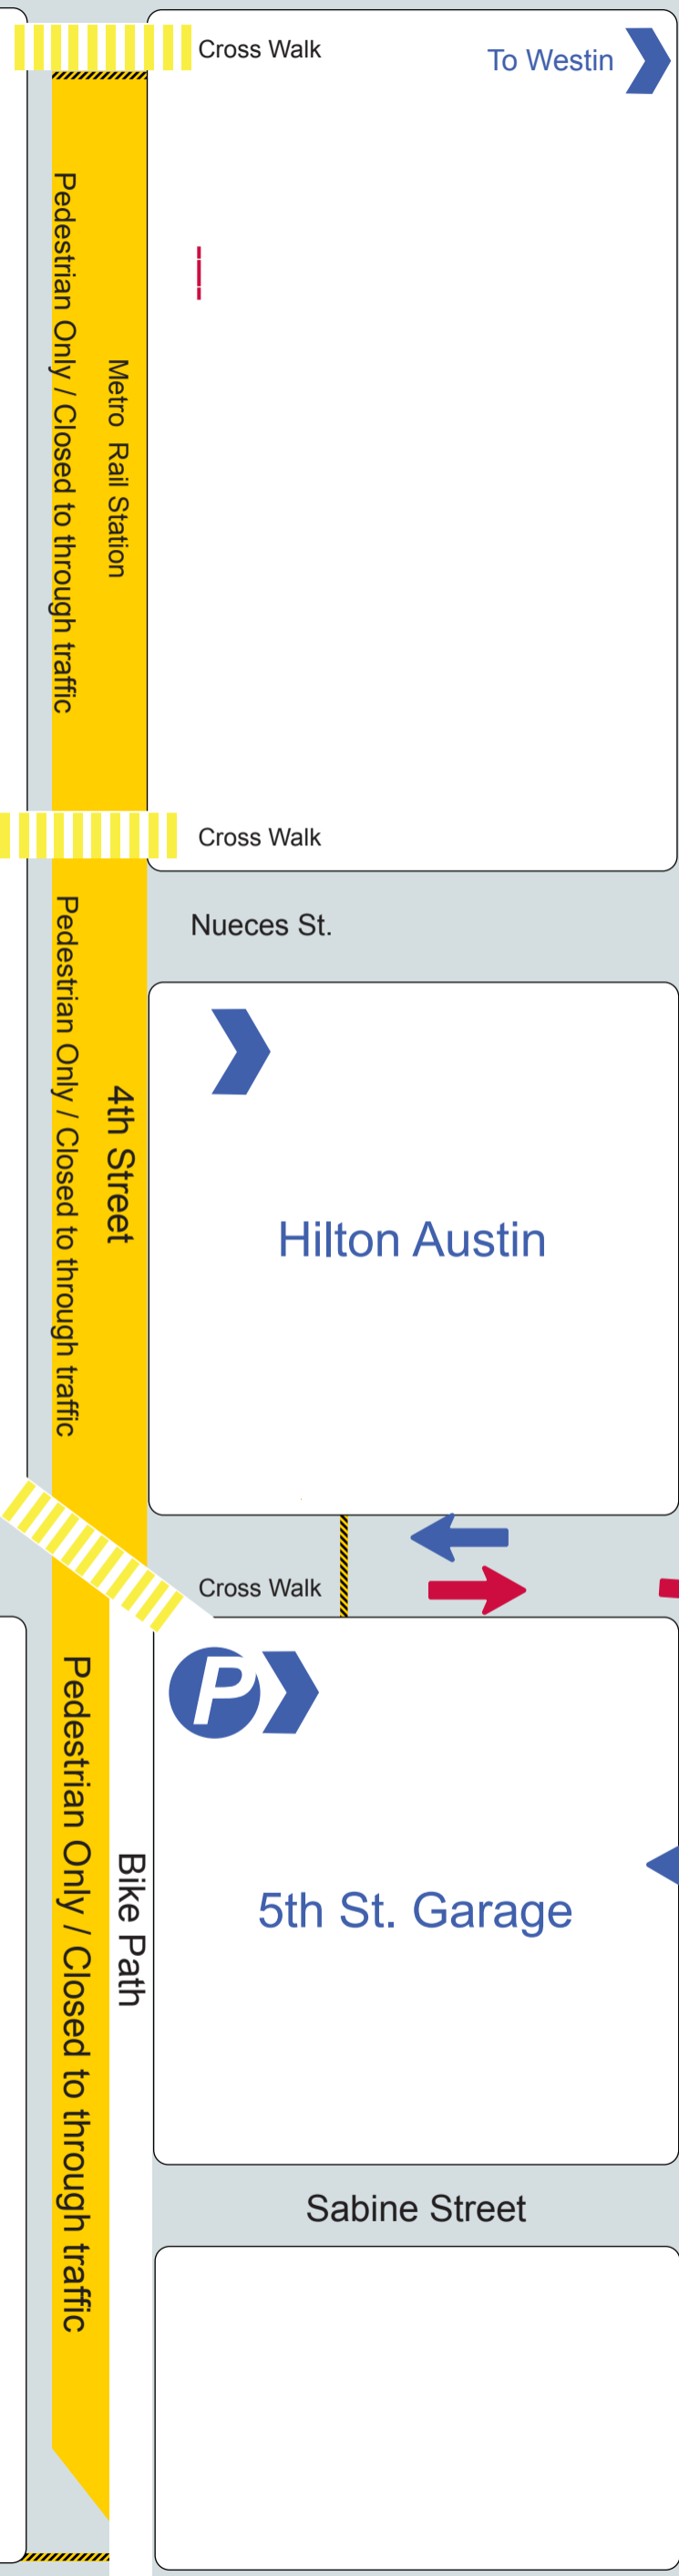 Cross Walk
To Westin
Pedestrian Only / Closed to through traffic
Metro Rail Station
Cross Walk
Nueces St.
Pedestrian Only / Closed to through traffic
4th Street
Hilton Austin
Cross Walk
P
Pedestrian Only / Closed to through traffic
Bike Path
5th St. Garage
Sabine Street